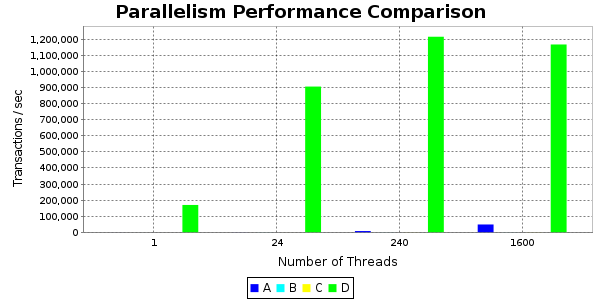 Parallelism Performance Comparison
Transactions / sec
1,200,000
1,100,000
1,000,000
900,000
800,000
700,000
600,000
500,000
400,000
300,000
200,000
100,000
0
1 24 240 1600
Number of Threads
A B C D